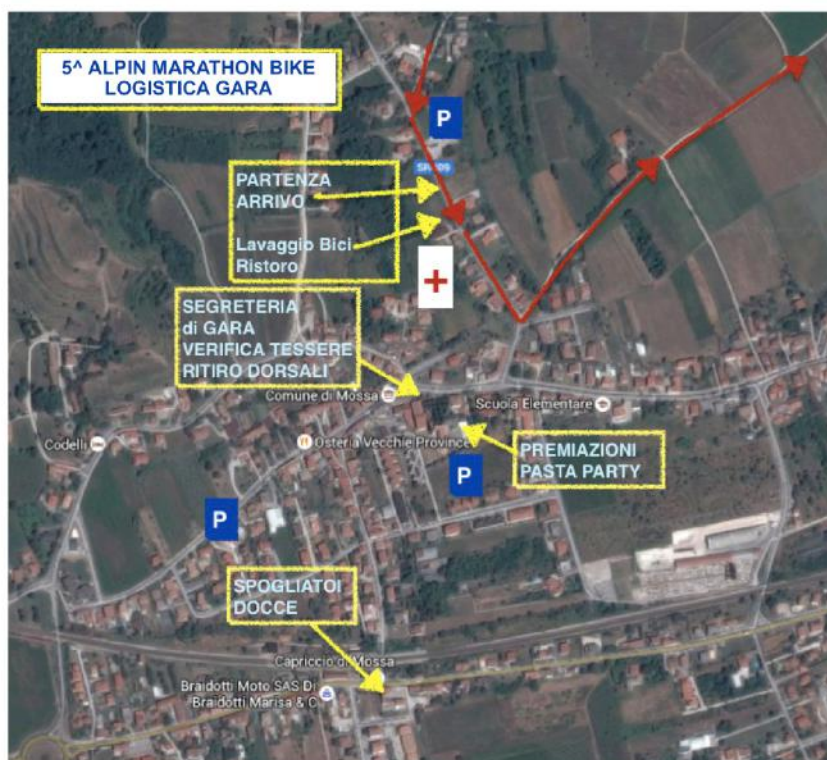 5^ ALPIN MARATHON BIKE
LOGISTICA GARA
P
PARTENZA
ARRIVO
Lavaggio Bici
Ristoro
SEGRETERIA
di GARA
VERIFICA TESSERE
RITIRO DORSALI
Comune di Mossa
Scuola Elementare
Codelli
Osteria Vecchie Province
PREMIAZIONI
PASTA PARTY
P
P
SPOGLIATOI
DOCCE
Capriccio di Mossa
Braidotti Moto SAS Di
Braidotti Marisa & C